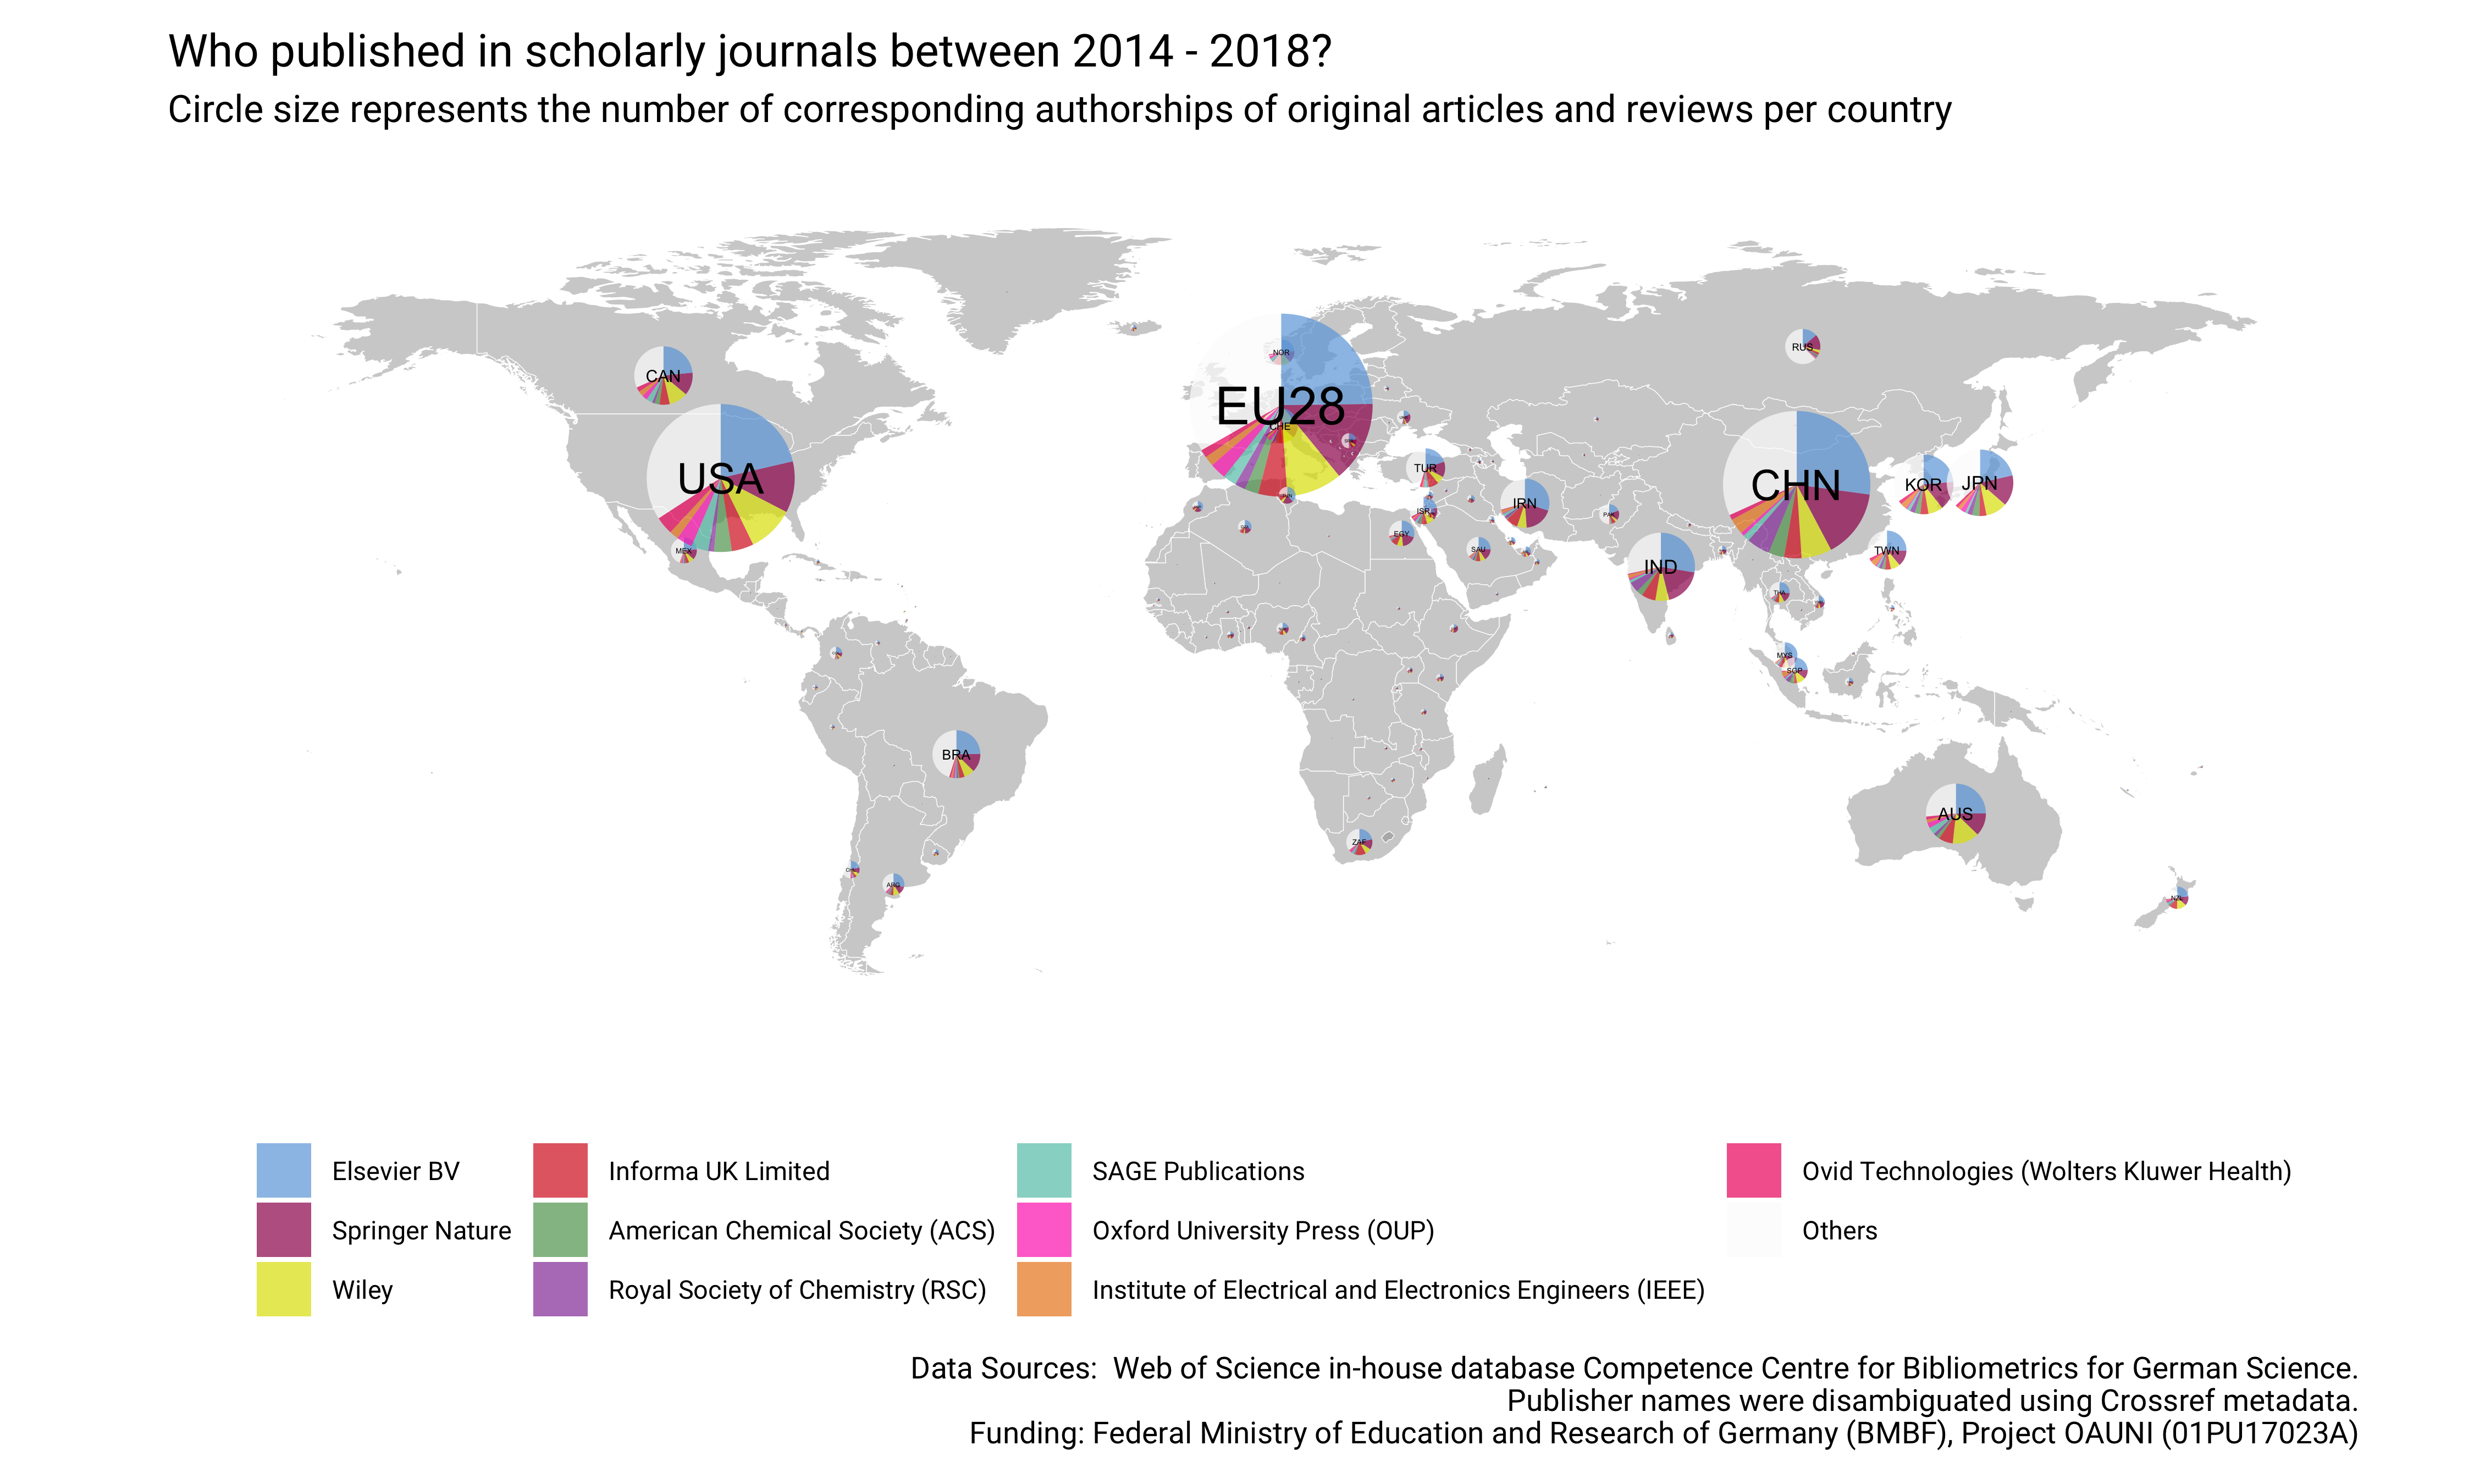 Who published in scholarly journals between 2014 - 2018?
Circle size represents the number of corresponding authorships of original articles and reviews per country
NOR
RUS
CAN
EU28
CHE
TUR
USA
CHN
KOR
JPN
IRN
ISR
PAK
EGY
SAU
MEX
TWN
IND
THA
MYS
SGP
BRA
AUS
ZAF
ARG
NZL
Elsevier BV
Springer Nature
Wiley
Informa UK Limited
American Chemical Society (ACS)
Royal Society of Chemistry (RSC)
SAGE Publications
Oxford University Press (OUP)
Institute of Electrical and Electronics Engineers (IEEE)
Ovid Technologies (Wolters Kluwer Health)
Others
Data Sources: Web of Science in-house database Competence Centre for Bibliometrics for German Science.
Publisher names were disambiguated using Crossref metadata.
Funding: Federal Ministry of Education and Research of Germany (BMBF), Project OAUNI (01PU17023A)